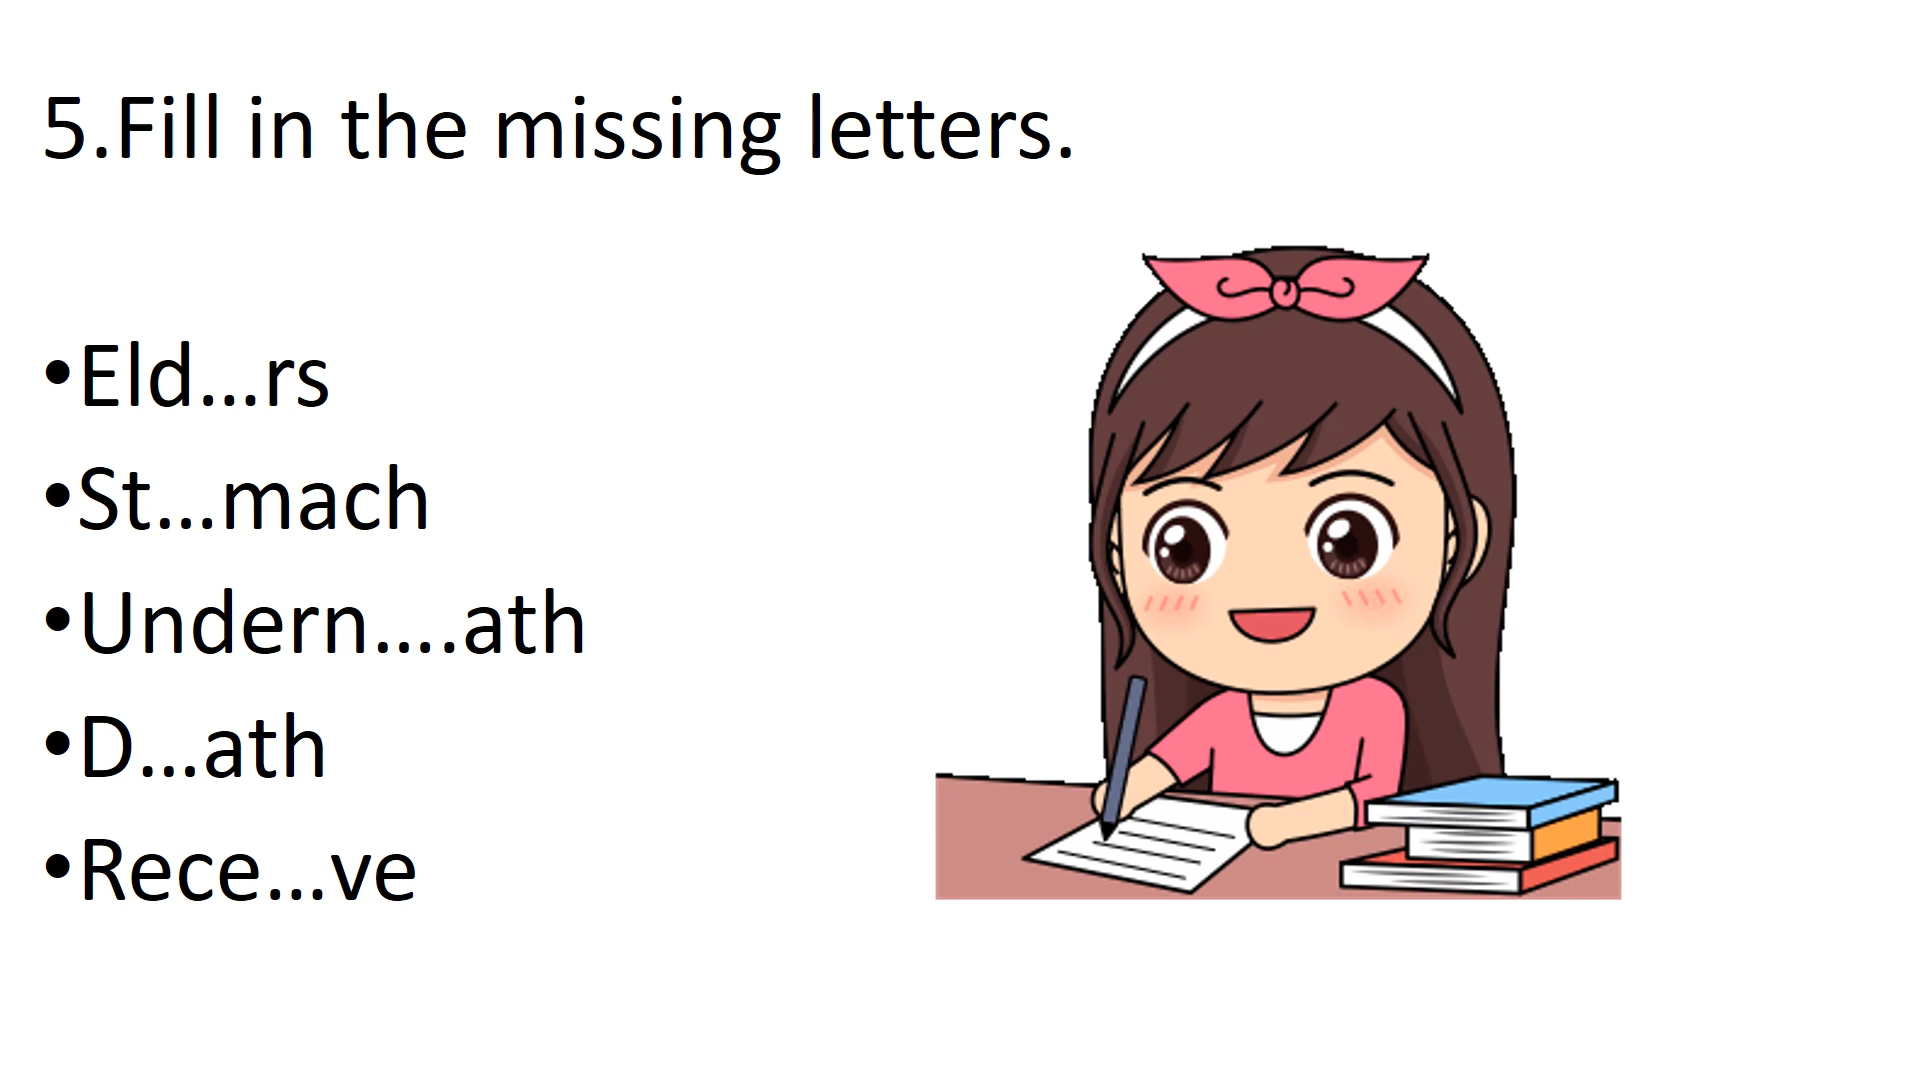 5.Fill in the missing letters.
•Eld...rs
•St...mach
•Undern....ath
•D...ath
•Rece...ve